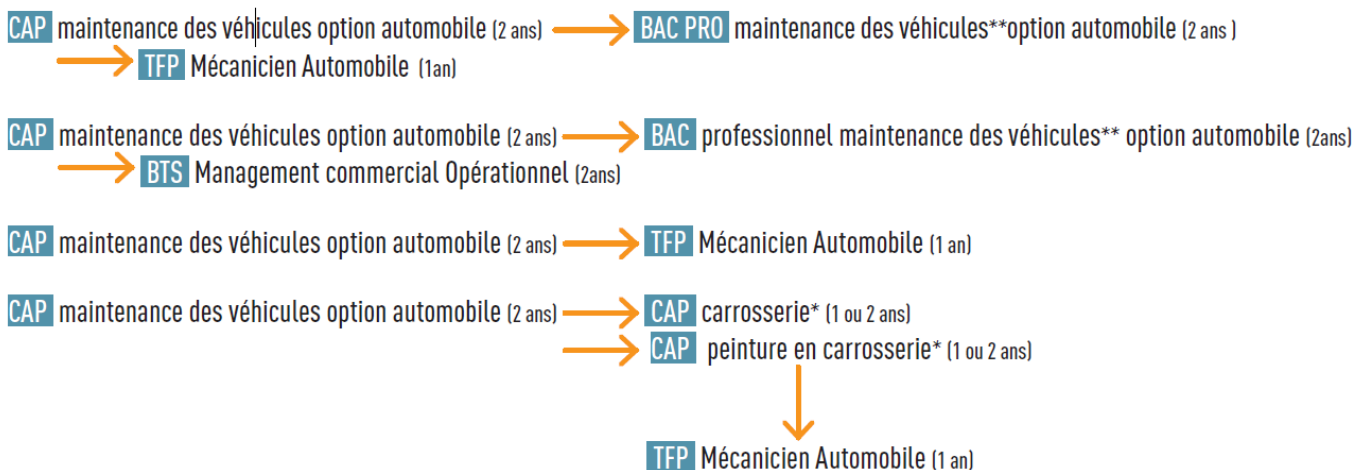 CAP maintenance des véhicules option automobile (2 ans) BAC PRO maintenance des véhicules**option automobile (2 ans )
TFP Mécanicien Automobile (1an)
CAP maintenance des véhicules option automobile (2 ans) BAC professionnel maintenance des véhicules** option automobile (2ans)
BTS Management commercial Opérationnel (2ans)
CAP maintenance des véhicules option automobile (2 ans) TFP Mécanicien Automobile (1 an)
CAP maintenance des véhicules option automobile (2 ans) CAP carrosserie* (1 ou 2 ans)
CAP peinture en carrosserie* (1 ou 2 ans)
TFP Mécanicien Automobile (1 an)